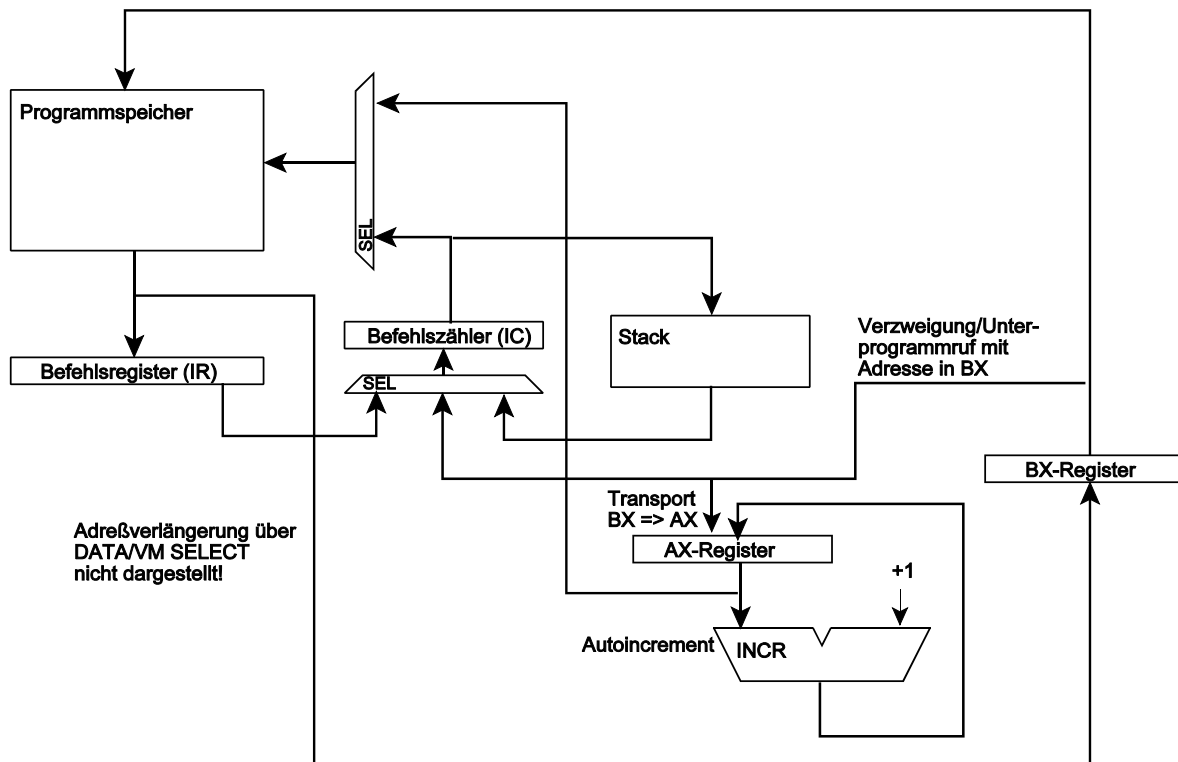 Programmspeicher
SEL
Befehlszähler (IC)
Stack
Verzweigung/Unter-
programmruf mit
Adresse in BX
Befehlsregister (IR)
SEL
BX-Register
Transport
BX => AX
Adreßverlängerung über
DATA/VM SELECT
nicht dargestellt!
AX-Register
+1
Autoincrement
INCR